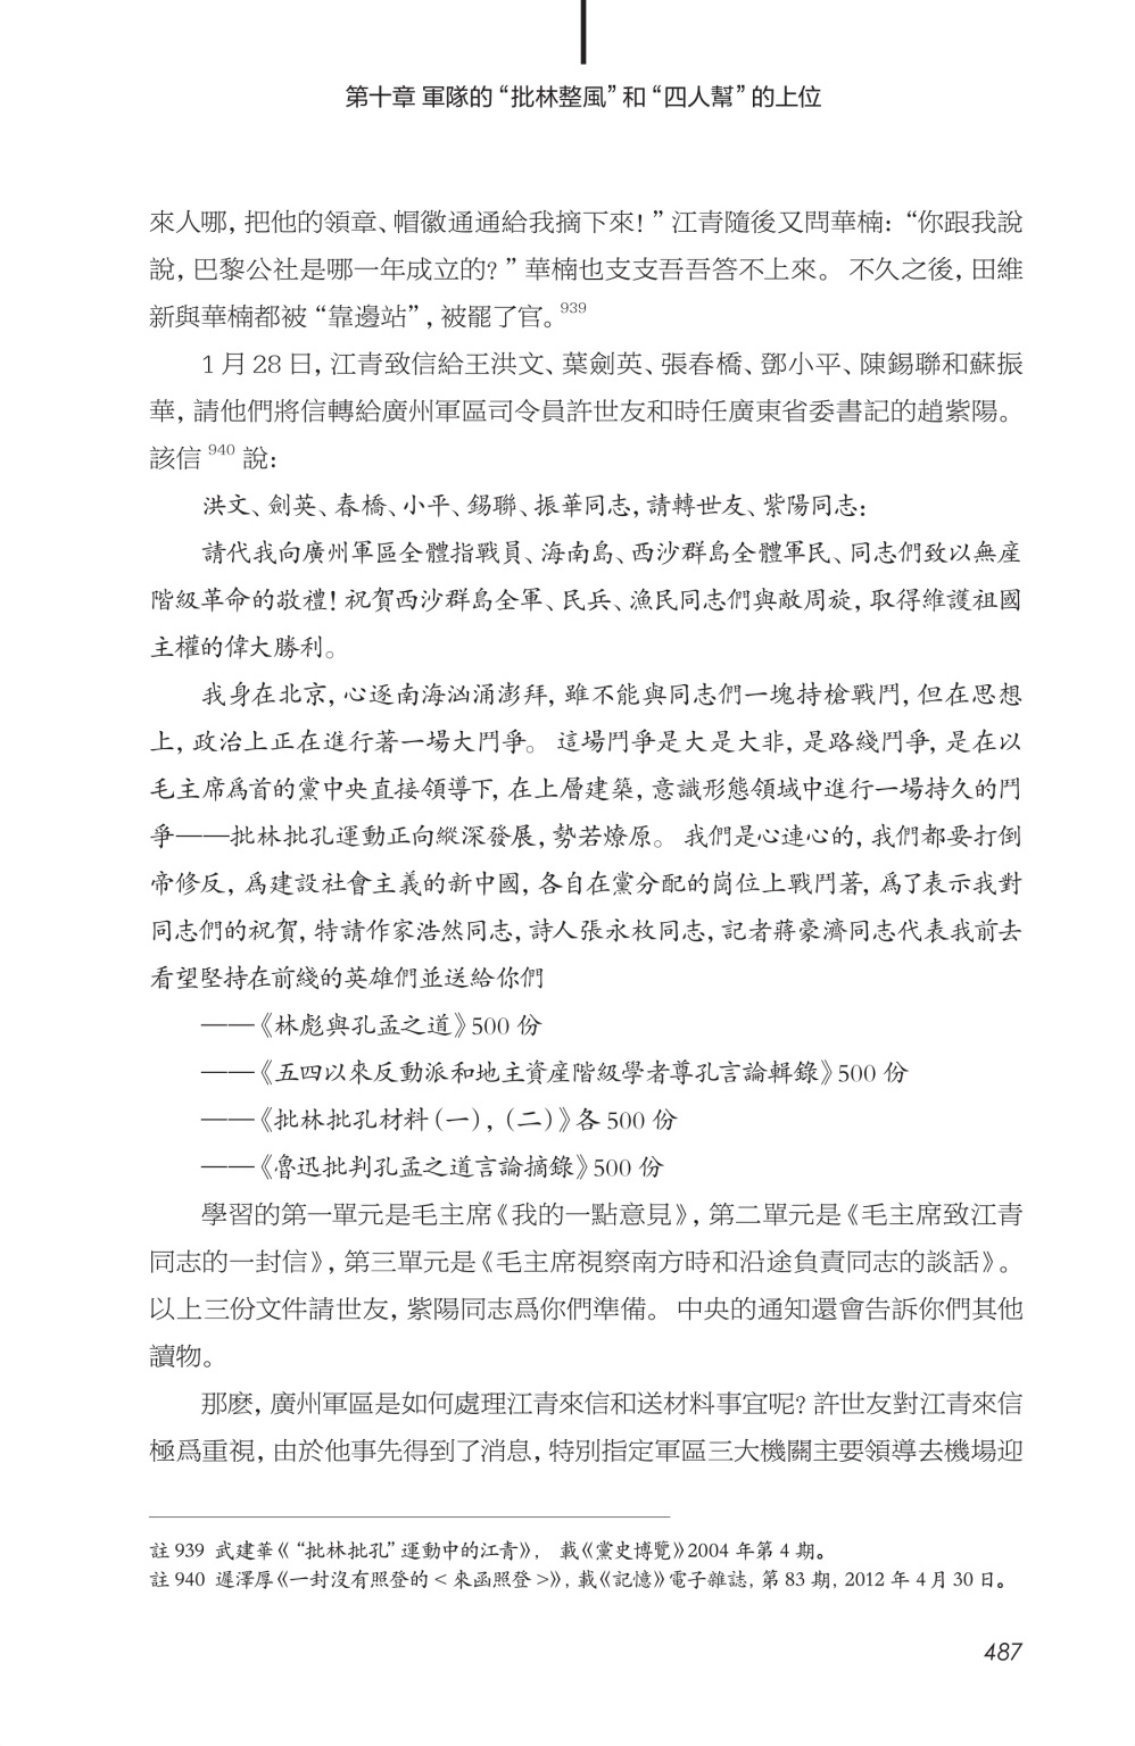 第十章 軍隊的“批林整風”和“四人幫”的上位
來人哪，把他的領章、帽徽通通給我摘下來！”江青隨後又問華楠：“你跟我說
說，巴黎公社是哪一年成立的？”華楠也支支吾吾答不上來。 不久之後，田維
新與華楠都被“靠邊站”，被罷了官。939
1 月 28 日，江青致信給王洪文、葉劍英、張春橋、鄧小平、陳錫聯和蘇振
華，請他們將信轉給廣州軍區司令員許世友和時任廣東省委書記的趙紫陽。
該信 940 說：
洪文、劍英、春橋、小平、錫聯、振華同志，請轉世友、紫陽同志：
請代我向廣州軍區全體指戰員、海南島、西沙群島全體軍民、同志們致以無產
階級革命的敬禮！祝賀西沙群島全軍、民兵、漁民同志們與敵周旋，取得維護祖國
主權的偉大勝利。
我身在北京，心逐南海洶涌澎拜，雖不能與同志們一塊持槍戰鬥，但在思想
上，政治上正在進行著一場大鬥爭。 這場鬥爭是大是大非，是路綫鬥爭，是在以
毛主席爲首的黨中央直接領導下，在上層建築，意識形態領域中進行一場持久的鬥
爭——批林批孔運動正向縱深發展，勢若燎原。 我們是心連心的，我們都要打倒
帝修反，爲建設社會主義的新中國，各自在黨分配的崗位上戰鬥著，爲了表示我對
同志們的祝賀，特請作家浩然同志，詩人張永枚同志，記者蔣豪濟同志代表我前去
看望堅持在前綫的英雄們並送給你們
——《林彪與孔孟之道》500 份
——《五四以來反動派和地主資産階級學者尊孔言論輯錄》500 份
——《批林批孔材料（一），（二）》各 500 份
——《魯迅批判孔孟之道言論摘錄》500 份
學習的第一單元是毛主席《我的一點意見》，第二單元是《毛主席致江青
同志的一封信》，第三單元是《毛主席視察南方時和沿途負責同志的談話》。
以上三份文件請世友，紫陽同志爲你們準備。 中央的通知還會告訴你們其他
讀物。
那麽，廣州軍區是如何處理江青來信和送材料事宜呢？許世友對江青來信
極爲重視，由於他事先得到了消息，特別指定軍區三大機關主要領導去機場迎
註 939 武建華《“批林批孔”運動中的江青》， 載《黨史博覽》2004 年第 4 期。
註 940 遲澤厚《一封沒有照登的 < 來函照登 >》，載《記憶》電子雜誌，第 83 期，2012 年 4 月 30 日。
487